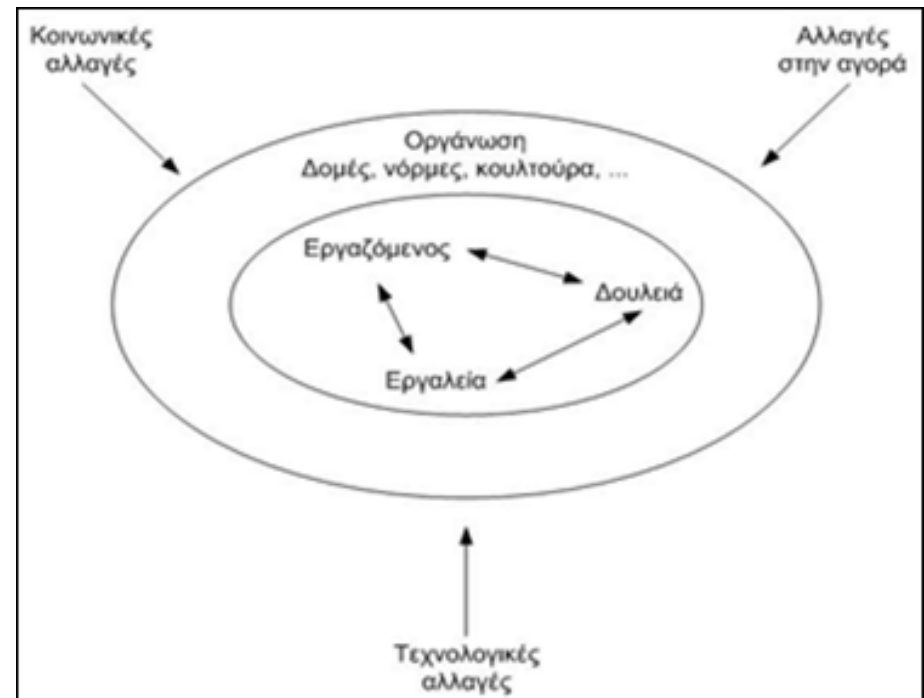 Κοινωνικές
αλλαγές
Αλλαγές
στην αγορά
Οργάνωση
Δομές, νόρμες, κουλτούρα, ...
Εργαζόμενος
Δουλειά
Εργαλεία
Τεχνολογικές
αλλαγές